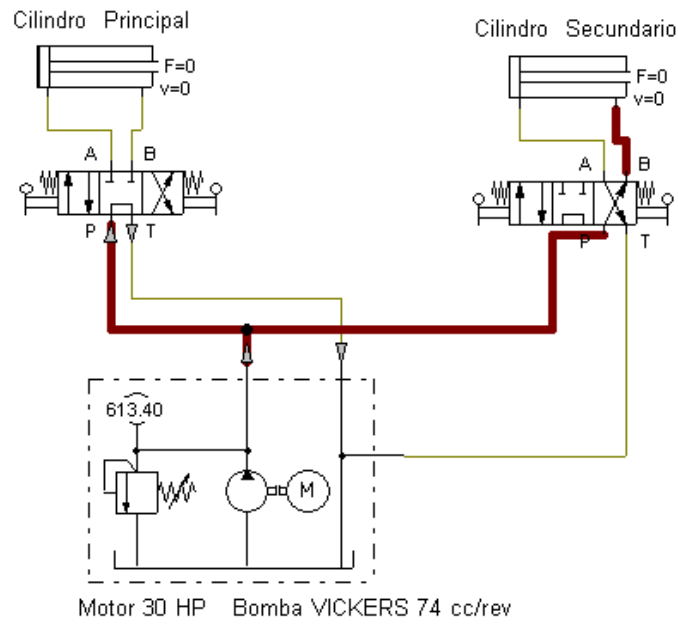 Cilindro Principal
Cilindro Secundario
F=0
v=0
F=0
v=0
A B
A B
P T
P T
613.40
M
Motor 30 HP Bomba VICKERS 74 cc/rev